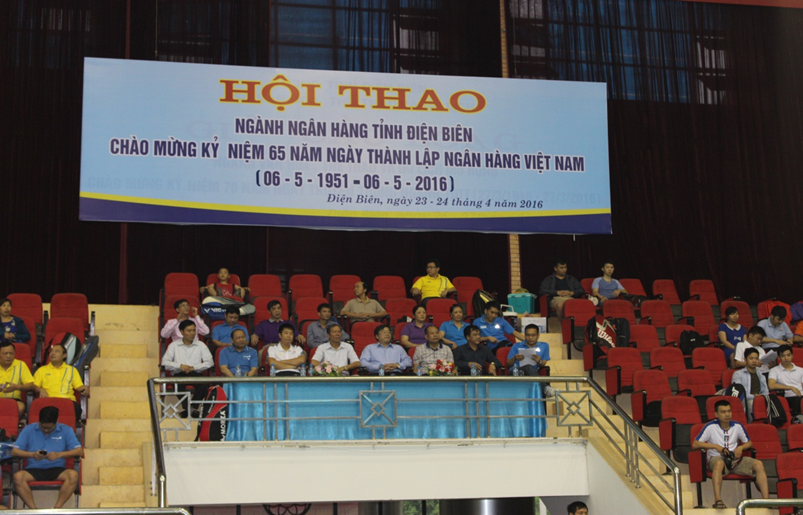 HỘI THAO
NGÀNH NGÂN HÀNG TỈNH ĐIỆN BIÊN
CHÀO MỪNG KỶ NIỆM 65 NĂM NGÀY THÀNH LẬP NGÂN HÀNG VIỆT NAM
(06 - 5 - 1951 - 06 - 5 - 2016)
Điện Biên, ngày 23 - 24 tháng 4 năm 2016